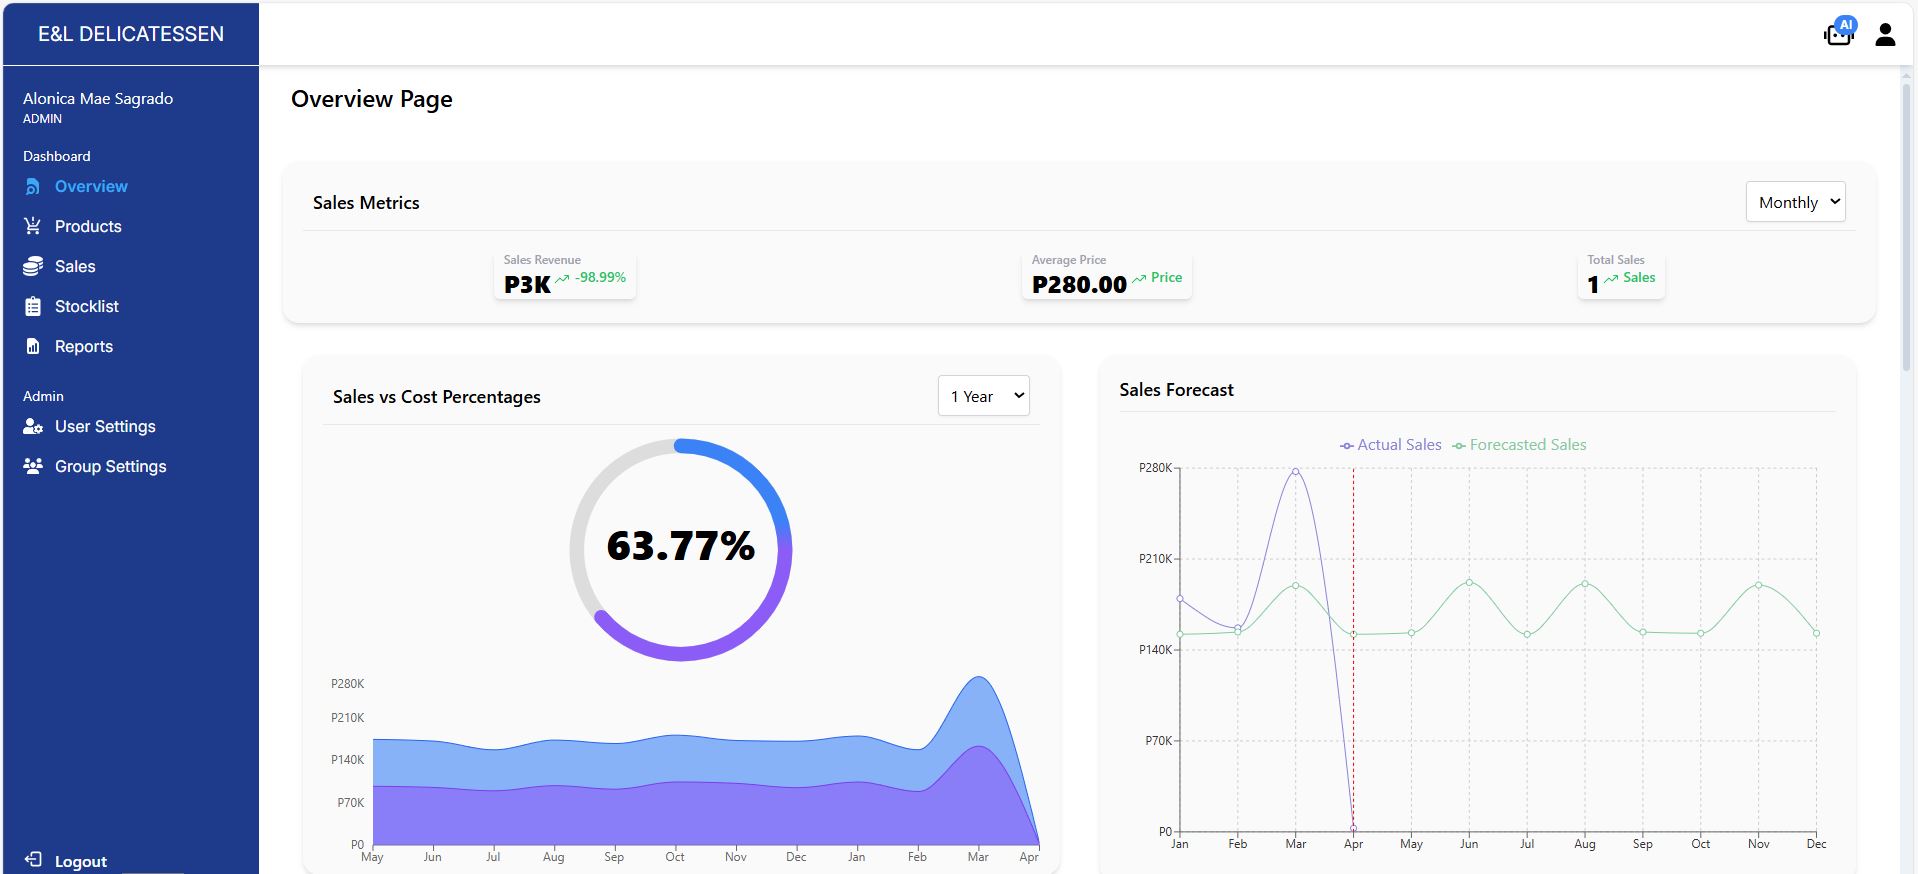 E&L DELICATESSEN
AI
Alonica Mae Sagrado
ADMIN
Dashboard
Overview
Products
Sales
Stocklist
Reports
Admin
User Settings
Group Settings
Logout
Overview Page
Sales Metrics
Monthly
Sales Revenue
P3K -98.99%
Average Price
P280.00 Price
Total Sales
1 Sales
Sales vs Cost Percentages
1 Year
63.77%
P280K
P210K
P140K
P70K
P0
May Jun Jul Aug Sep Oct Nov Dec Jan Feb Mar Apr
Sales Forecast
Actual Sales Forecasted Sales
P280K
P210K
P140K
P70K
P0
Jan Feb Mar Apr May Jun Jul Aug Sep Oct Nov Dec